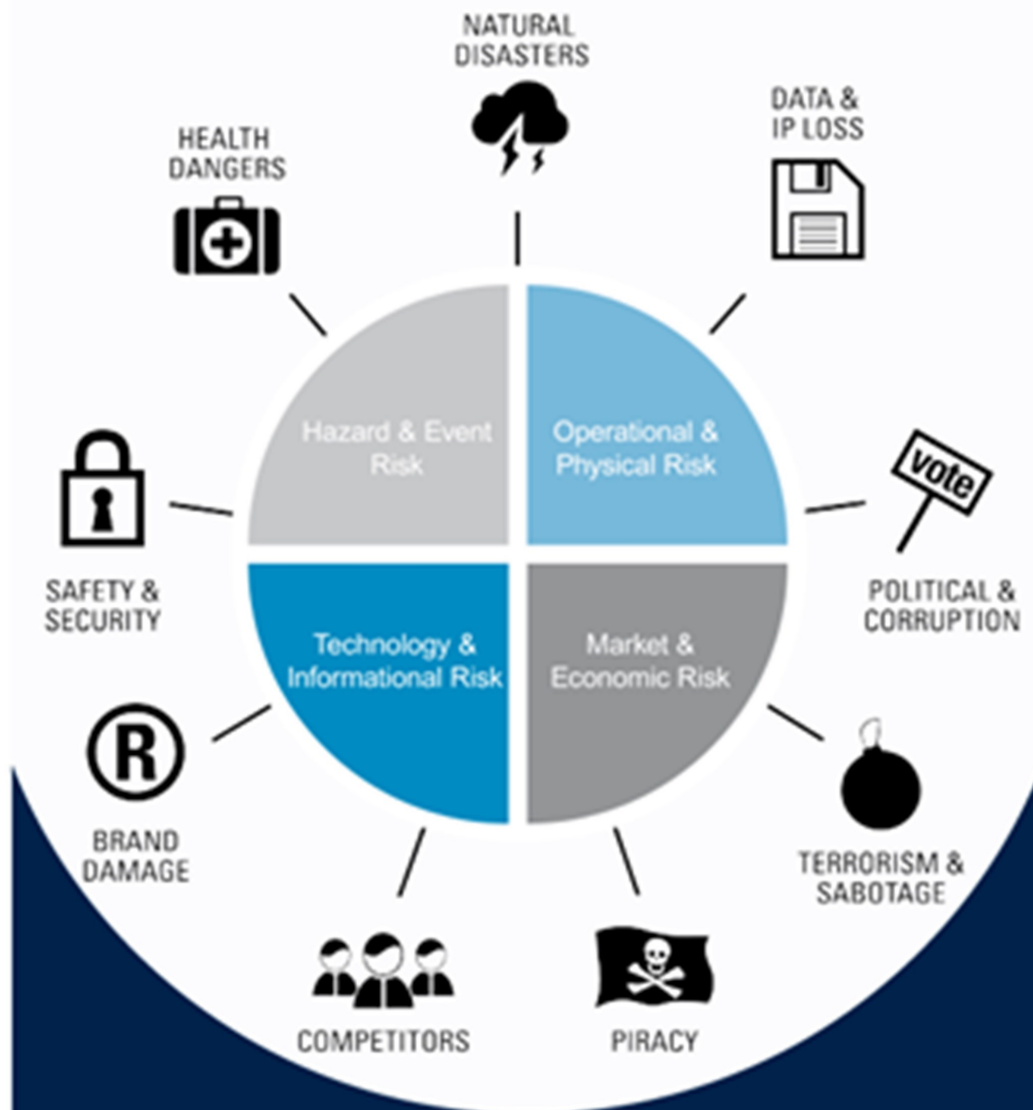 NATURAL
DISASTERS
DATA &
IP LOSS
HEALTH
DANGERS
Hazard & Event
Risk
Operational &
Physical Risk
vote
SAFETY &
SECURITY
POLITICAL &
CORRUPTION
Technology &
Informational Risk
Market &
Economic Risk
R
BRAND
DAMAGE
TERRORISM &
SABOTAGE
COMPETITORS
PIRACY